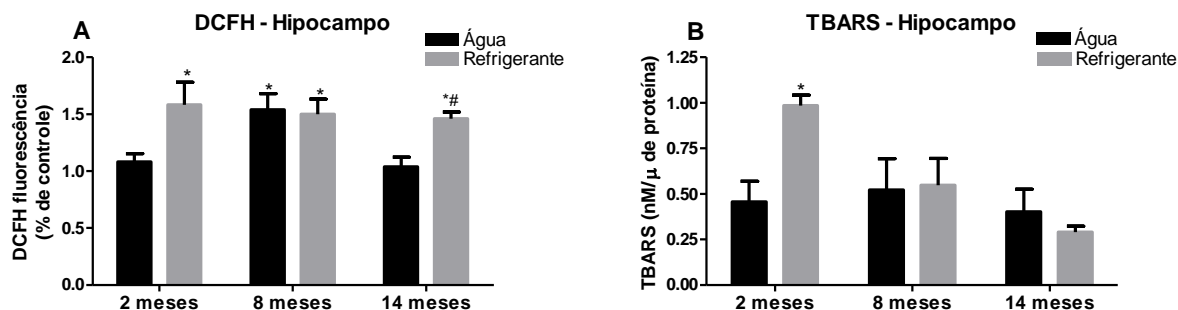 A
DCFH - Hipocampo
Água
Refrigerante
DCFH fluorescência
(% de controle)
2.0
1.5
1.0
0.5
0.0
*
*
*
*#
2 meses
8 meses
14 meses
B
TBARS - Hipocampo
Água
Refrigerante
TBARS (nM/µ de proteína)
1.25
1.00
0.75
0.50
0.25
0.00
*
2 meses
8 meses
14 meses